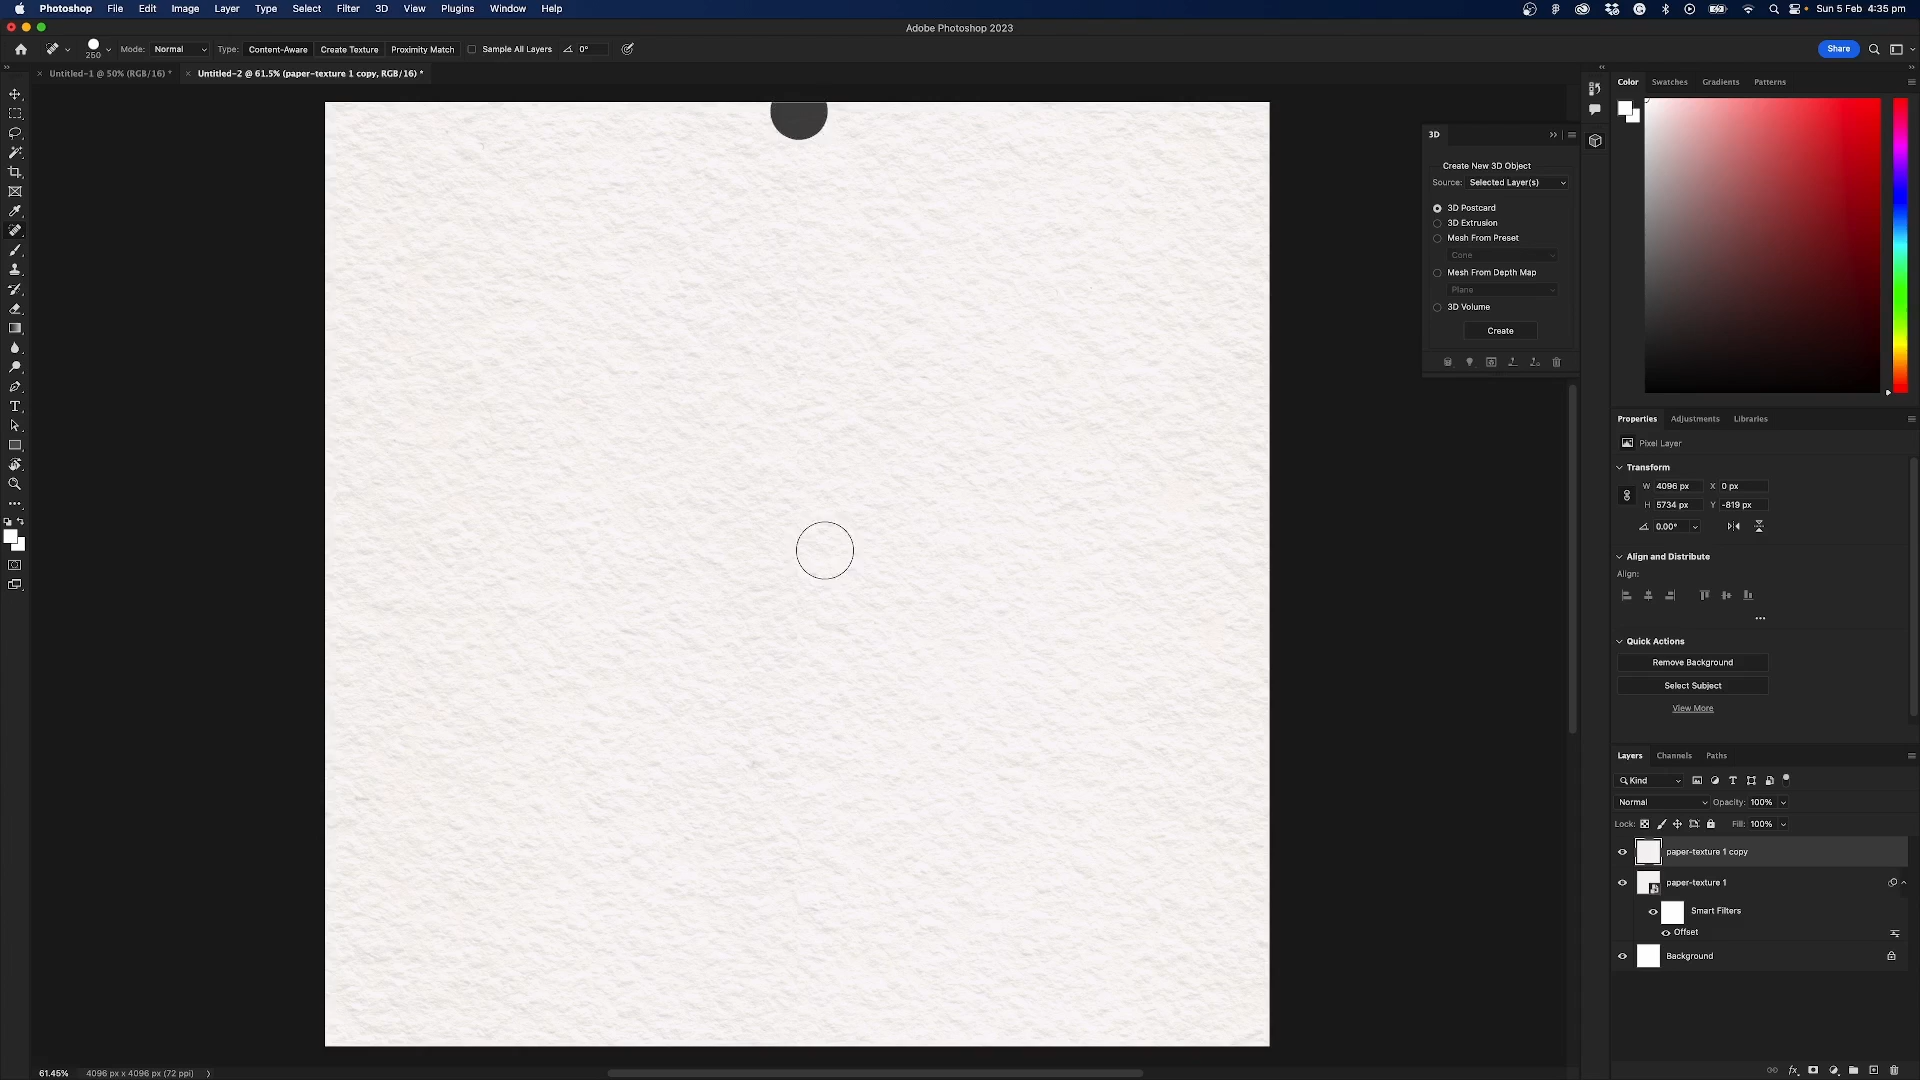 Photoshop File Edit Image Layer Type Select Filter 3D View Plugins Window Help Sun 5 Feb 4:35 pm
Adobe Photoshop 2023
250 Mode: Normal Type: Content-Aware Create Texture Proximity Match Sample All Layers 0° Share
Untitled-1 @ 50% (RGB/16) * Untitled-2 @ 61,5% (paper-texture 1 copy, RGB/16) *
Color Swatches Gradients Patterns
3D
Create New 3D Object
Source: Selected Layer(s)
3D Postcard
3D Extrusion
Mesh From Preset
Cone
Mesh From Depth Map
Plane
3D Volume
Create
Properties Adjustments Libraries
Pixel Layer
Transform
W 4096 px X 0 px
H 5734 px Y -819 px
0.00°
Align and Distribute
Align:
Quick Actions
Remove Background
Select Subject
View More
Layers Channels Paths
Kind
Normal Opacity: 100%
Lock: Fill: 100%
paper-texture 1 copy
paper-texture 1
Smart Filters
Offset
Background
61.45% 4096 px x 4096 px (72 ppi)